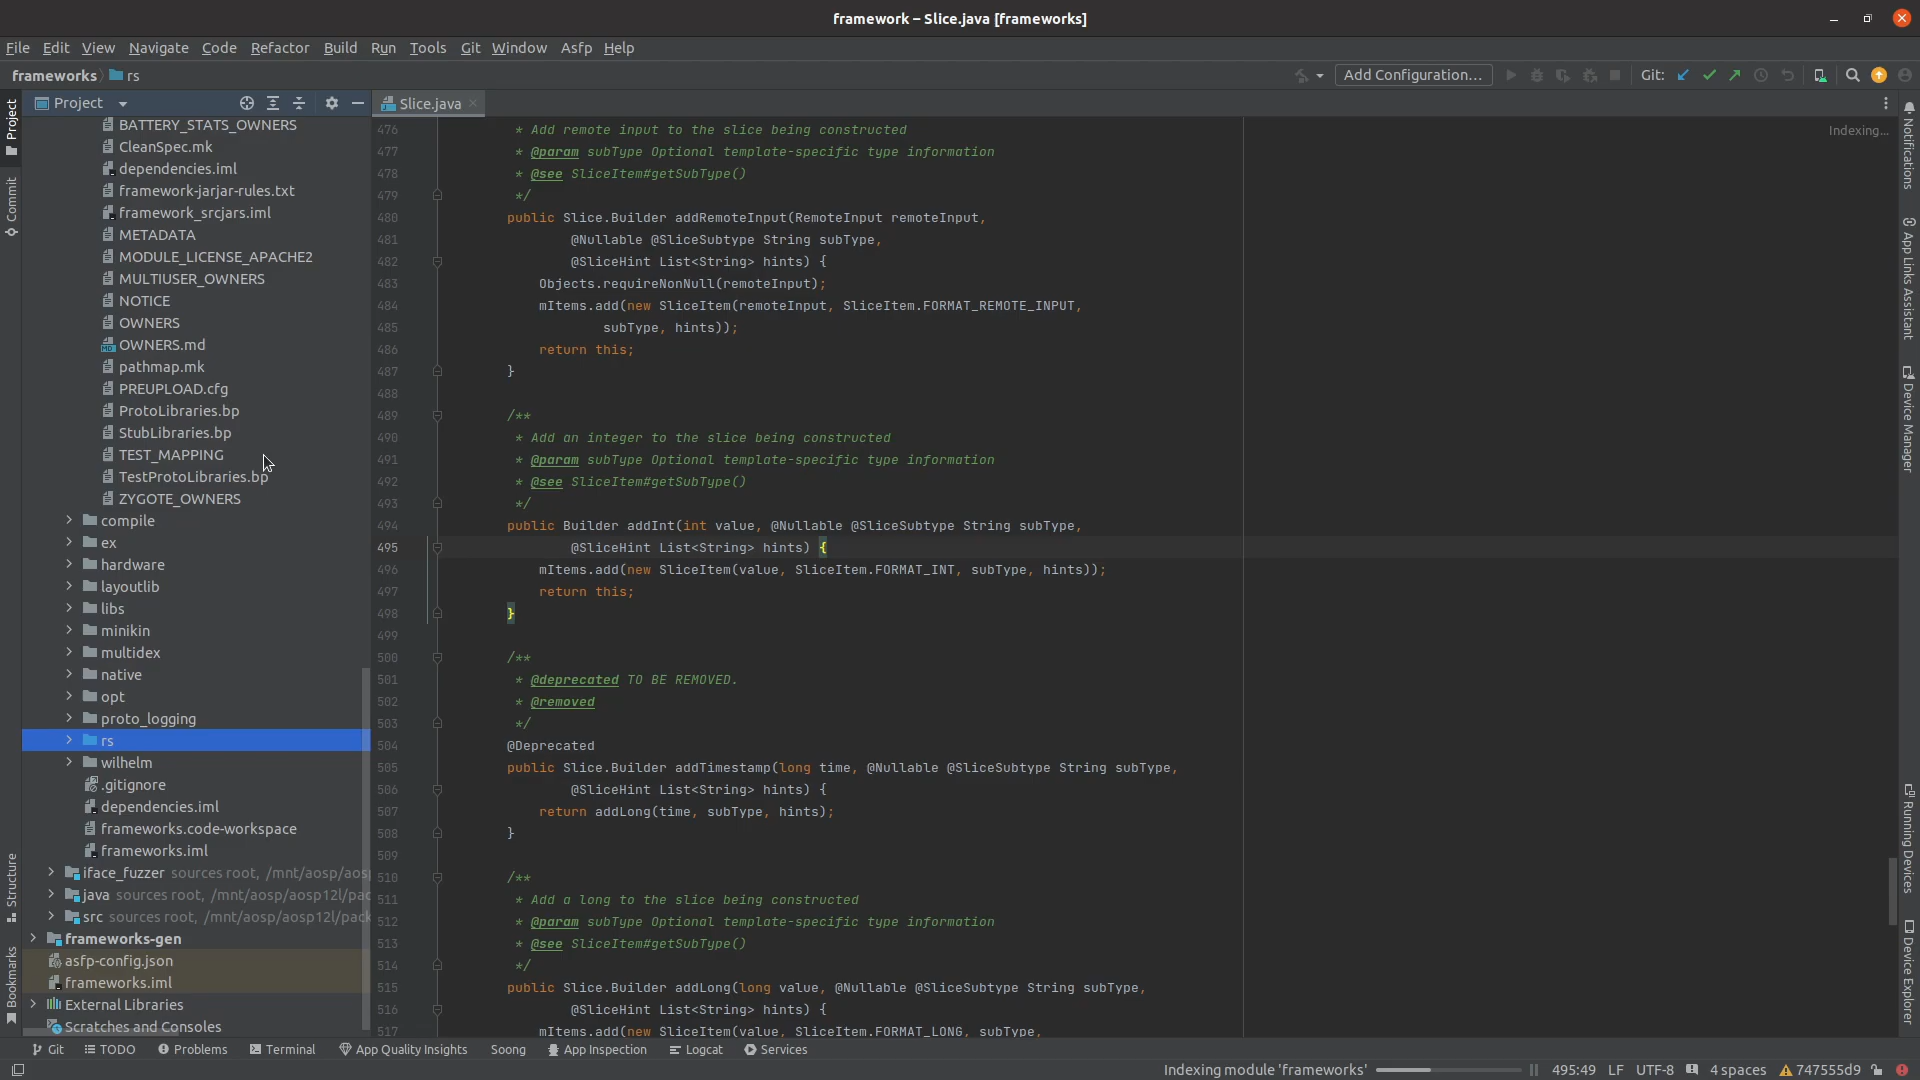 framework – Slice.java [frameworks]
File Edit View Navigate Code Refactor Build Run Tools Git Window Asfp Help
frameworks rs
Add Configuration...
Git:
Project
Slice.java
Indexing...
Project
Commit
Structure
Bookmarks
BATTERY_STATS_OWNERS
CleanSpec.mk
dependencies.iml
framework-jarjar-rules.txt
framework_srcjars.iml
METADATA
MODULE_LICENSE_APACHE2
MULTIUSER_OWNERS
NOTICE
OWNERS
OWNERS.md
pathmap.mk
PREUPLOAD.cfg
ProtoLibraries.bp
StubLibraries.bp
TEST_MAPPING
TestProtoLibraries.bp
ZYGOTE_OWNERS
compile
ex
hardware
layoutlib
libs
minikin
multidex
native
opt
proto_logging
rs
wilhelm
.gitignore
dependencies.iml
frameworks.code-workspace
frameworks.iml
iface_fuzzer sources root, /mnt/aosp/aos
java sources root, /mnt/aosp/aosp12l/pac
src sources root, /mnt/aosp/aosp12l/pack
frameworks-gen
asfp-config.json
frameworks.iml
External Libraries
Scratches and Consoles
476 * Add remote input to the slice being constructed
477 * @param subType Optional template-specific type information
478 * @see SliceItem#getSubType()
479 */
480 public Slice.Builder addRemoteInput(RemoteInput remoteInput,
481 @Nullable @SliceSubtype String subType,
482 @SliceHint List<String> hints) {
483 Objects.requireNonNull(remoteInput);
484 mItems.add(new SliceItem(remoteInput, SliceItem.FORMAT_REMOTE_INPUT,
485 subType, hints));
486 return this;
487 }
488
489 /**
490 * Add an integer to the slice being constructed
491 * @param subType Optional template-specific type information
492 * @see SliceItem#getSubType()
493 */
494 public Builder addInt(int value, @Nullable @SliceSubtype String subType,
495 @SliceHint List<String> hints) {
496 mItems.add(new SliceItem(value, SliceItem.FORMAT_INT, subType, hints));
497 return this;
498 }
499
500 /**
501 * @deprecated TO BE REMOVED.
502 * @removed
503 */
504 @Deprecated
505 public Slice.Builder addTimestamp(long time, @Nullable @SliceSubtype String subType,
506 @SliceHint List<String> hints) {
507 return addLong(time, subType, hints);
508 }
509
510 /**
511 * Add a long to the slice being constructed
512 * @param subType Optional template-specific type information
513 * @see SliceItem#getSubType()
514 */
515 public Slice.Builder addLong(long value, @Nullable @SliceSubtype String subType,
516 @SliceHint List<String> hints) {
517 mItems.add(new SliceItem(value, SliceItem.FORMAT_LONG, subType,
Notifications
App Links Assistant
Device Manager
Running Devices
Device Explorer
Git TODO Problems Terminal App Quality Insights Soong App Inspection Logcat Services
Indexing module 'frameworks' 495:49 LF UTF-8 4 spaces 747555d9